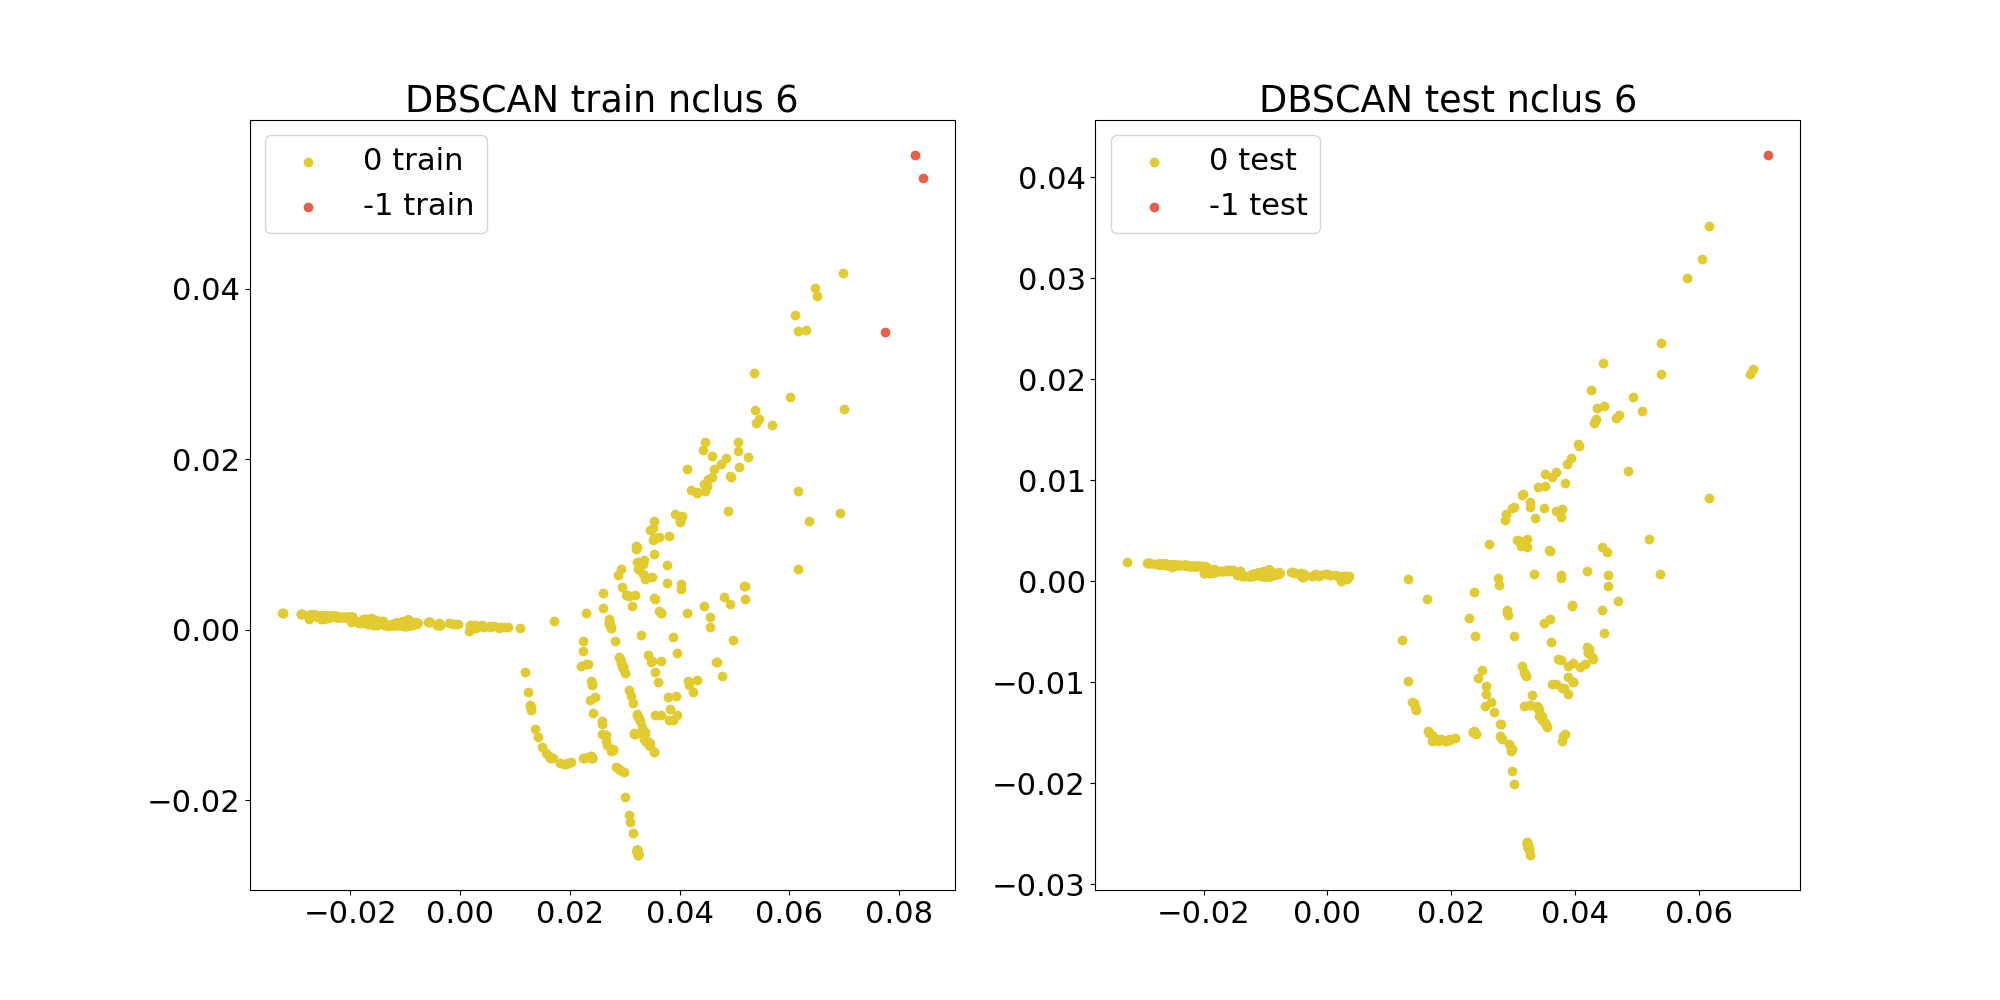 DBSCAN train nclus 6
0 train
-1 train
0.04
0.02
0.00
−0.02
−0.02 0.00 0.02 0.04 0.06 0.08
DBSCAN test nclus 6
0 test
-1 test
0.04
0.03
0.02
0.01
0.00
−0.01
−0.02
−0.03
−0.02 0.00 0.02 0.04 0.06